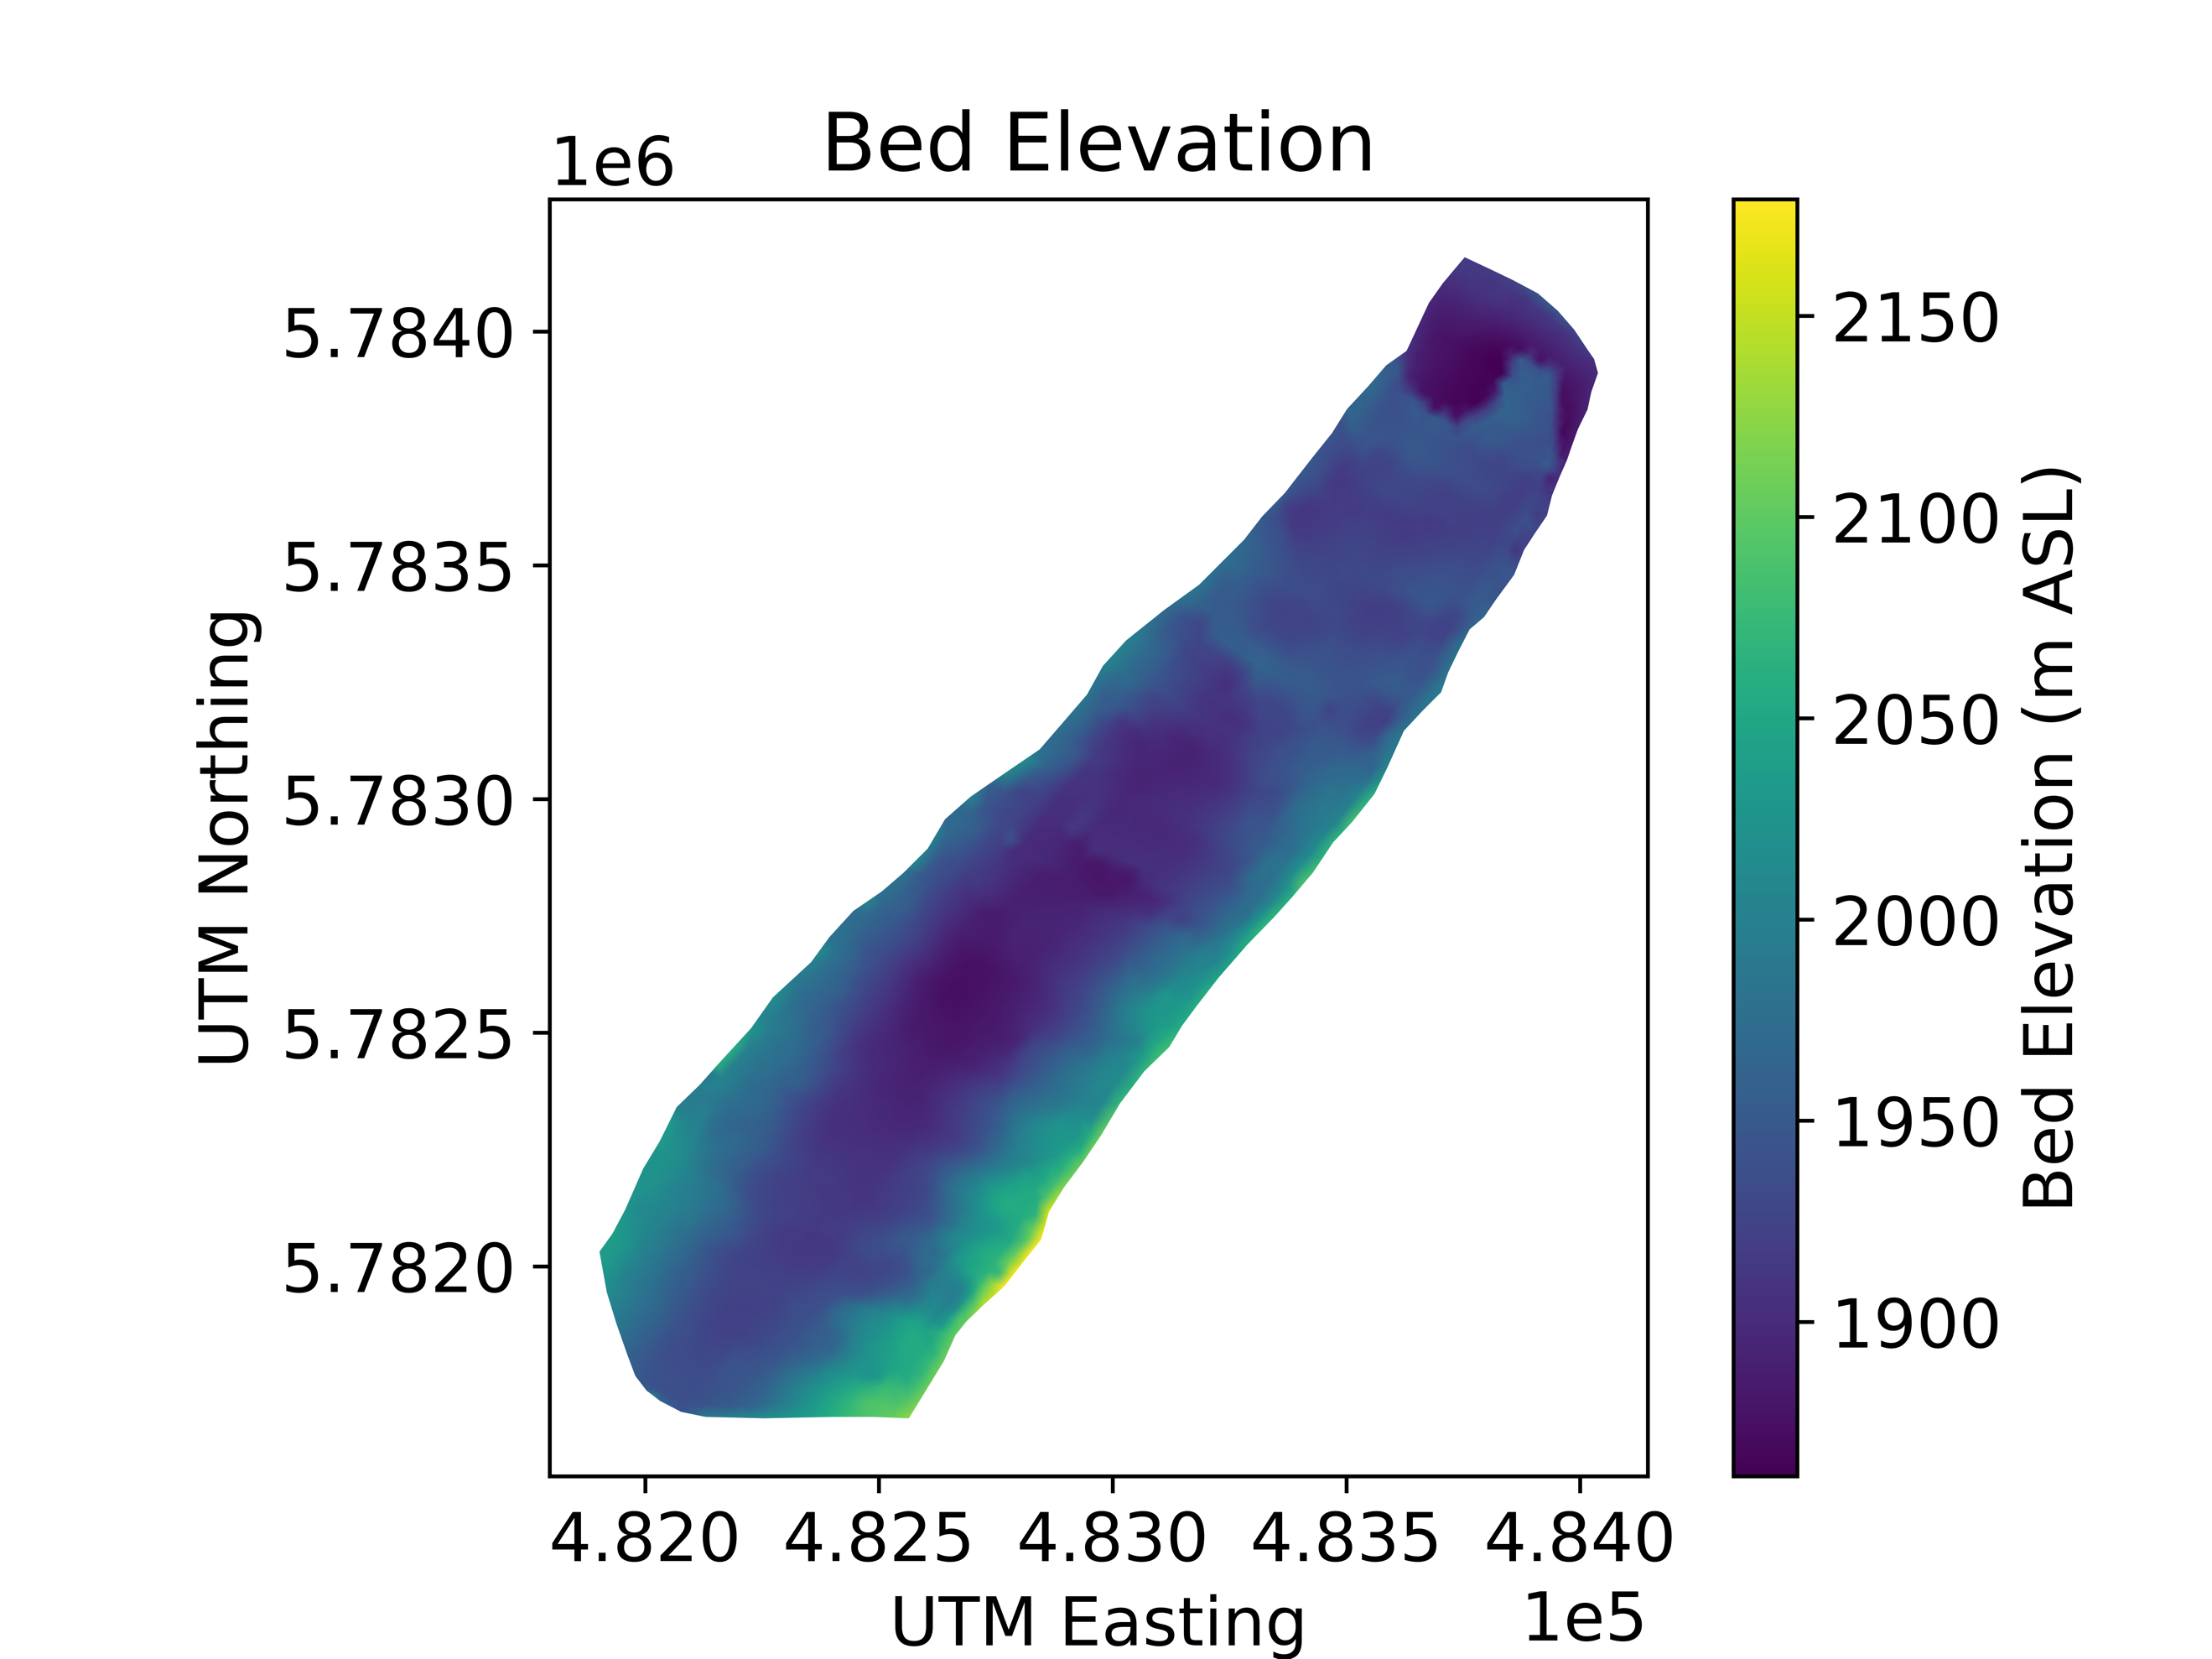 Bed Elevation
1e6
5.7840
5.7835
5.7830
5.7825
5.7820
UTM Northing
4.820 4.825 4.830 4.835 4.840
UTM Easting
1e5
2150
2100
2050
2000
1950
1900
Bed Elevation (m ASL)